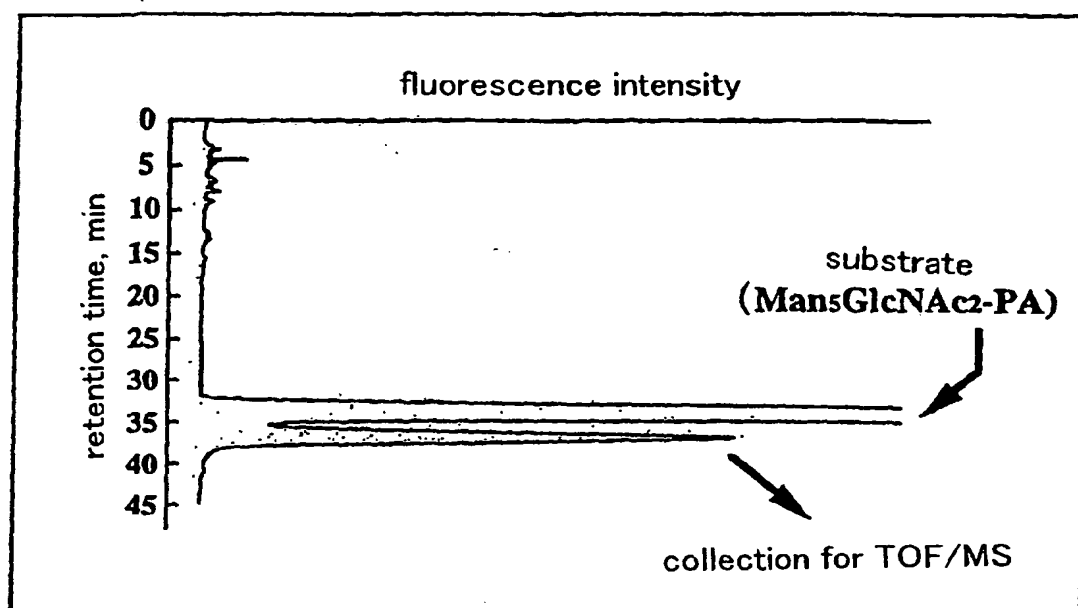 fluorescence intensity
0
5
10
15
20
25
30
35
40
45
retention time, min
substrate
(Man5GlcNAc2-PA)
collection for TOF/MS